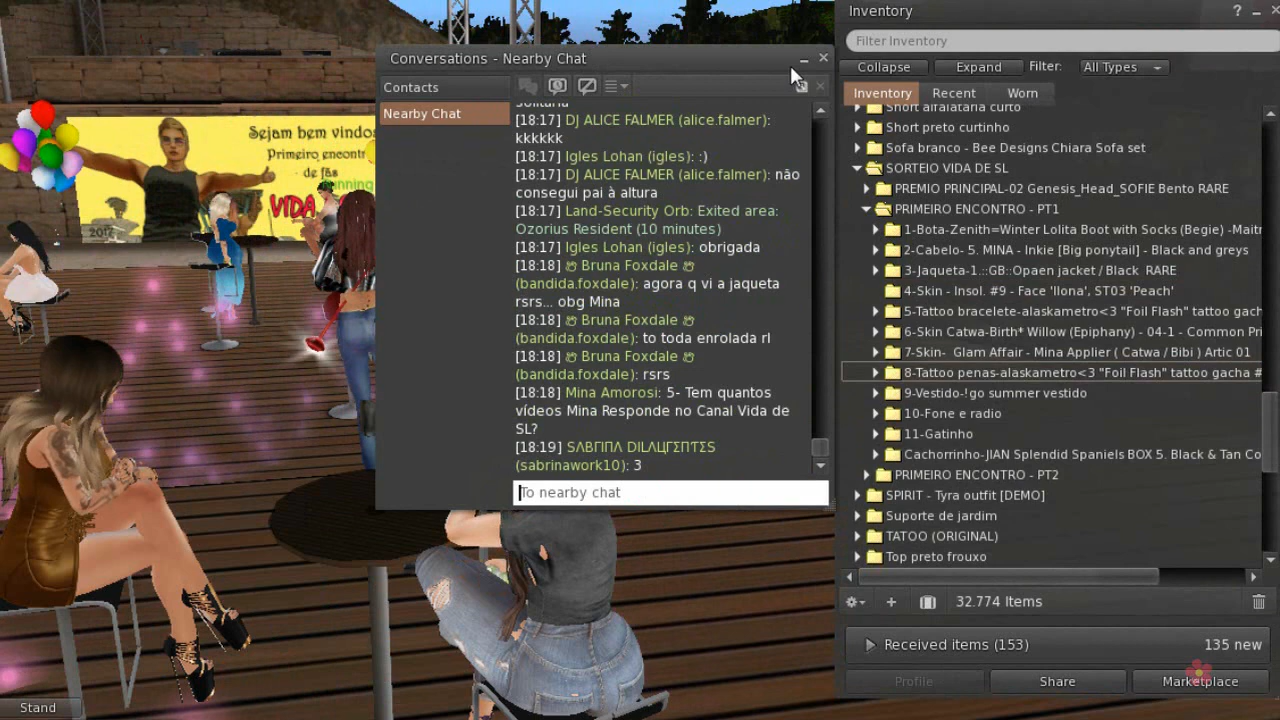 Conversations - Nearby Chat
Contacts
Nearby Chat
[18:17] DJ ALICE FALMER (alice.falmer):
kkkkkk
[18:17] Igles Lohan (igles): :)
[18:17] DJ ALICE FALMER (alice.falmer): não
consegui pai à altura
[18:17] Land-Security Orb: Exited area:
Ozorius Resident (10 minutes)
[18:17] Igles Lohan (igles): obrigada
[18:18] Bruna Foxdale
(bandida.foxdale): agora q vi a jaqueta
rsrs... obg Mina
[18:18] Bruna Foxdale
(bandida.foxdale): to toda enrolada rl
[18:18] Bruna Foxdale
(bandida.foxdale): rsrs
[18:18] Mina Amorosi: 5- Tem quantos
vídeos Mina Responde no Canal Vida de
SL?
[18:19] SΛBΓIПΛ DILΛЦΓΣПTΣS
(sabrinawork10): 3
To nearby chat
Sejam bem vindos
Primeiro encontr
de fãs
Running
VIDA
2017
Stand
Inventory
?
Filter Inventory
Collapse
Expand
Filter:
All Types
Inventory
Recent
Worn
Short alfaiataria curto
Short preto curtinho
Sofa branco - Bee Designs Chiara Sofa set
SORTEIO VIDA DE SL
PREMIO PRINCIPAL-02 Genesis_Head_SOFIE Bento RARE
PRIMEIRO ENCONTRO - PT1
1-Bota-Zenith=Winter Lolita Boot with Socks (Begie) -Maitr
2-Cabelo- 5. MINA - Inkie [Big ponytail] - Black and greys
3-Jaqueta-1.::GB::Opaen jacket / Black RARE
4-Skin - Insol. #9 - Face 'Ilona', ST03 'Peach'
5-Tattoo bracelete-alaskametro<3 "Foil Flash" tattoo gach
6-Skin Catwa-Birth* Willow (Epiphany) - 04-1 - Common Pri
7-Skin- Glam Affair - Mina Applier ( Catwa / Bibi ) Artic 01
8-Tattoo penas-alaskametro<3 "Foil Flash" tattoo gacha #
9-Vestido-!go summer vestido
10-Fone e radio
11-Gatinho
Cachorrinho-JIAN Splendid Spaniels BOX 5. Black & Tan Co
PRIMEIRO ENCONTRO - PT2
SPIRIT - Tyra outfit [DEMO]
Suporte de jardim
TATOO (ORIGINAL)
Top preto frouxo
32.774 Items
Received items (153)
135 new
Profile
Share
Marketplace